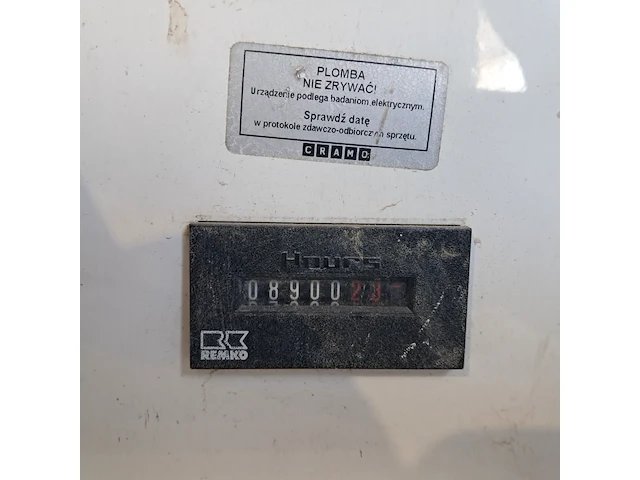 PLOMBA
NIE ZRYWAĆ!
Urządzenie podlega badaniom elektrycznym.
Sprawdź datę
w protokole zdawczo-odbiorczym sprzętu.
CRAMO
Hours
08900
REMKO